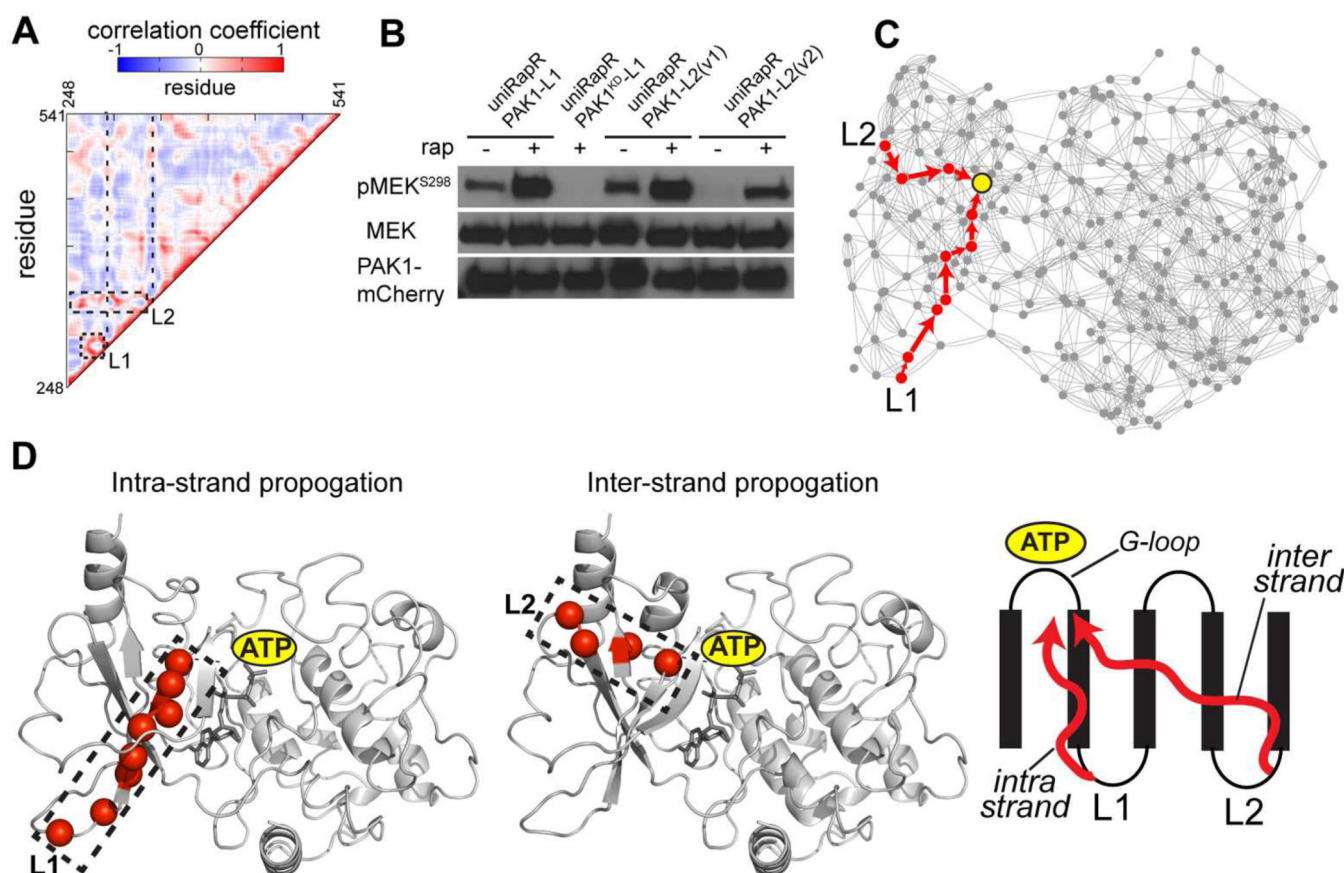 A
correlation coefficient
-1 0 1
residue
248 541
541
residue
248
L2
L1
B
uniRapR
PAK1-L1
uniRapR
PAK1KD-L1
uniRapR
PAK1-L2(v1)
uniRapR
PAK1-L2(v2)
rap - + + - + - +
pMEKS298
MEK
PAK1-
mCherry
C
L2
L1
D
Intra-strand propogation
L1
ATP
Inter-strand propogation
L2
ATP
ATP
G-loop
inter
strand
intra
strand
L1
L2